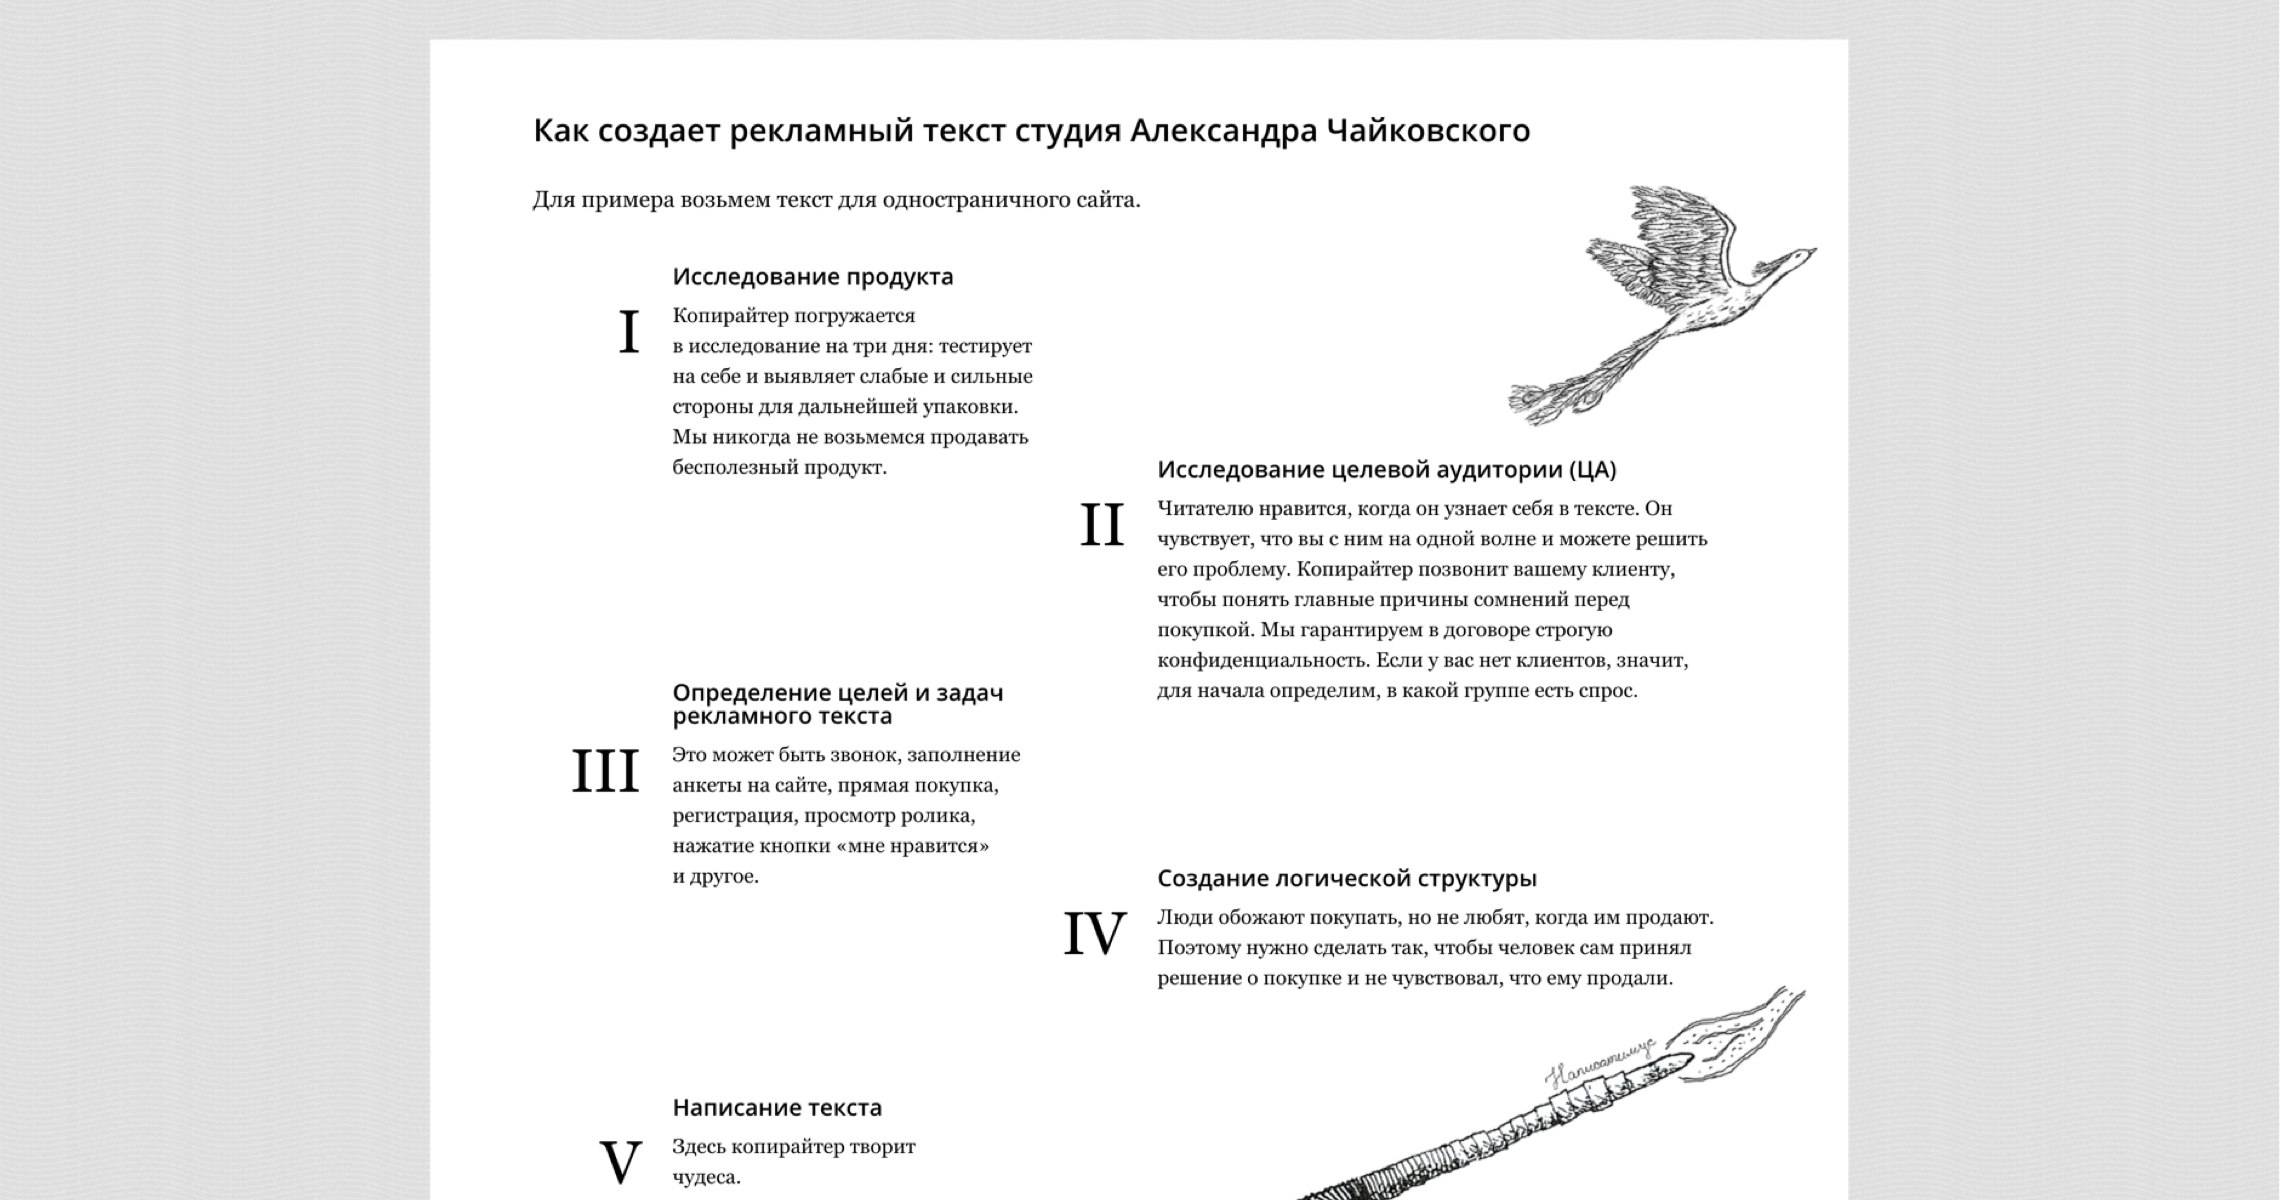 Как создает рекламный текст студия Александра Чайковского
Для примера возьмем текст для одностраничного сайта.
Исследование продукта
I
Копирайтер погружается
в исследование на три дня: тестирует
на себе и выявляет слабые и сильные
стороны для дальнейшей упаковки.
Мы никогда не возьмемся продавать
бесполезный продукт.
Исследование целевой аудитории (ЦА)
II
Читателю нравится, когда он узнает себя в тексте. Он
чувствует, что вы с ним на одной волне и можете решить
его проблему. Копирайтер позвонит вашему клиенту,
чтобы понять главные причины сомнений перед
покупкой. Мы гарантируем в договоре строгую
конфиденциальность. Если у вас нет клиентов, значит,
для начала определим, в какой группе есть спрос.
Определение целей и задач
рекламного текста
III
Это может быть звонок, заполнение
анкеты на сайте, прямая покупка,
регистрация, просмотр ролика,
нажатие кнопки «мне нравится»
и другое.
Создание логической структуры
IV
Люди обожают покупать, но не любят, когда им продают.
Поэтому нужно сделать так, чтобы человек сам принял
решение о покупке и не чувствовал, что ему продали.
Написатимус
Написание текста
V
Здесь копирайтер творит
чудеса.